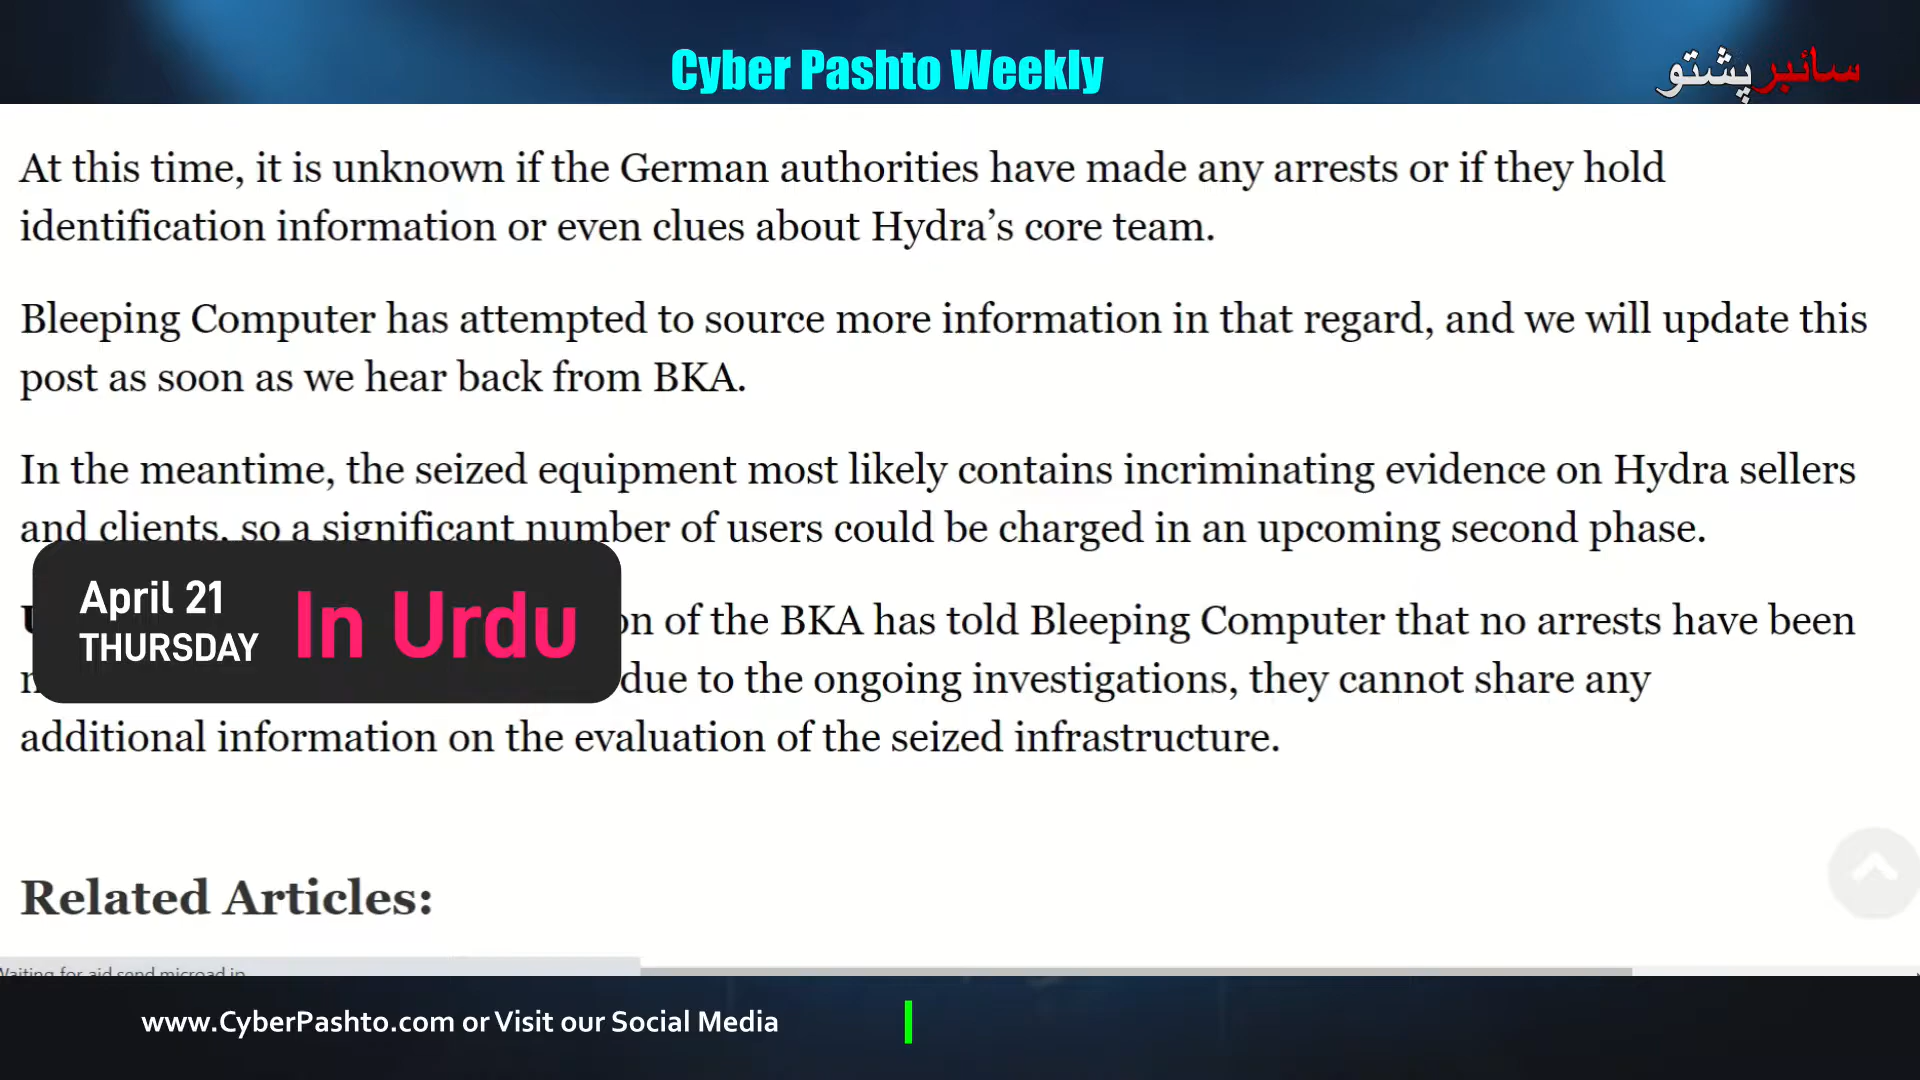 Cyber Pashto Weekly
سائبر پشتو
At this time, it is unknown if the German authorities have made any arrests or if they hold
identification information or even clues about Hydra’s core team.
Bleeping Computer has attempted to source more information in that regard, and we will update this
post as soon as we hear back from BKA.
In the meantime, the seized equipment most likely contains incriminating evidence on Hydra sellers
and clients, so a significant number of users could be charged in an upcoming second phase.
of the BKA has told Bleeping Computer that no arrests have been
due to the ongoing investigations, they cannot share any
additional information on the evaluation of the seized infrastructure.
April 21
THURSDAY
In Urdu
Related Articles:
www.CyberPashto.com or Visit our Social Media